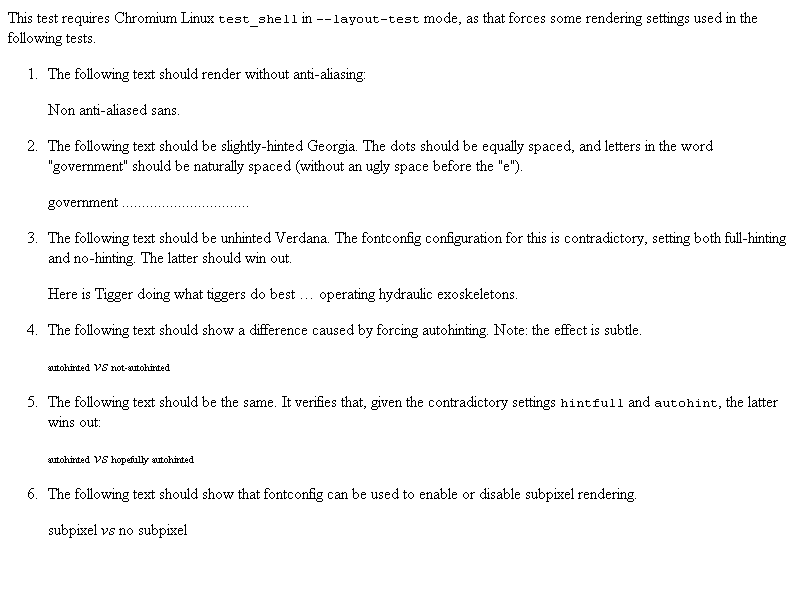 This test requires Chromium Linux test_shell in --layout-test mode, as that forces some rendering settings used in the
following tests.
1. The following text should render without anti-aliasing:
Non anti-aliased sans.
2. The following text should be slightly-hinted Georgia. The dots should be equally spaced, and letters in the word
"government" should be naturally spaced (without an ugly space before the "e").
government ................................
3. The following text should be unhinted Verdana. The fontconfig configuration for this is contradictory, setting both full-hinting
and no-hinting. The latter should win out.
Here is Tigger doing what tiggers do best … operating hydraulic exoskeletons.
4. The following text should show a difference caused by forcing autohinting. Note: the effect is subtle.
autohinted VS not-autohinted
5. The following text should be the same. It verifies that, given the contradictory settings hintfull and autohint, the latter
wins out:
autohinted VS hopefully autohinted
6. The following text should show that fontconfig can be used to enable or disable subpixel rendering.
subpixel vs no subpixel